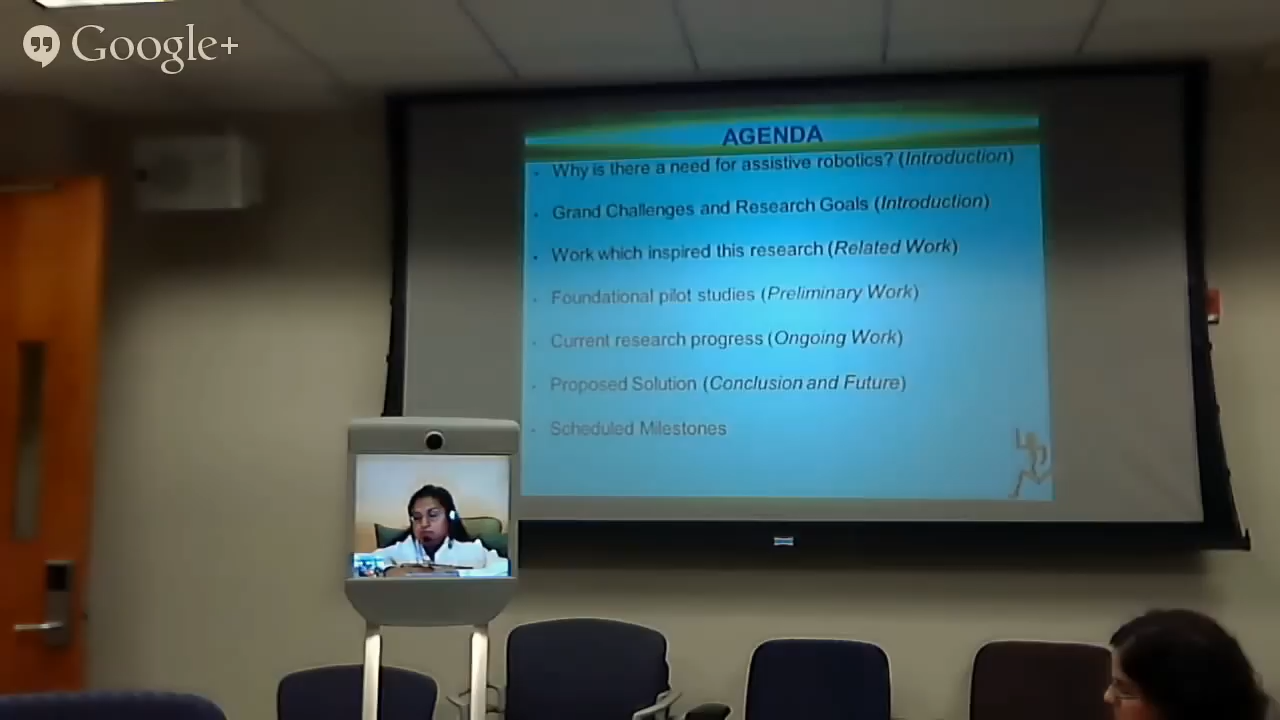 Google+
AGENDA
Why is there a need for assistive robotics? (Introduction)
Grand Challenges and Research Goals (Introduction)
Work which inspired this research (Related Work)
Foundational pilot studies (Preliminary Work)
Current research progress (Ongoing Work)
Proposed Solution (Conclusion and Future)
Scheduled Milestones